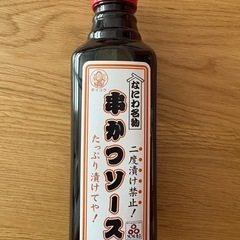 なにわ名物
串かつソース
二度漬け禁止！
たっぷり漬けてや！